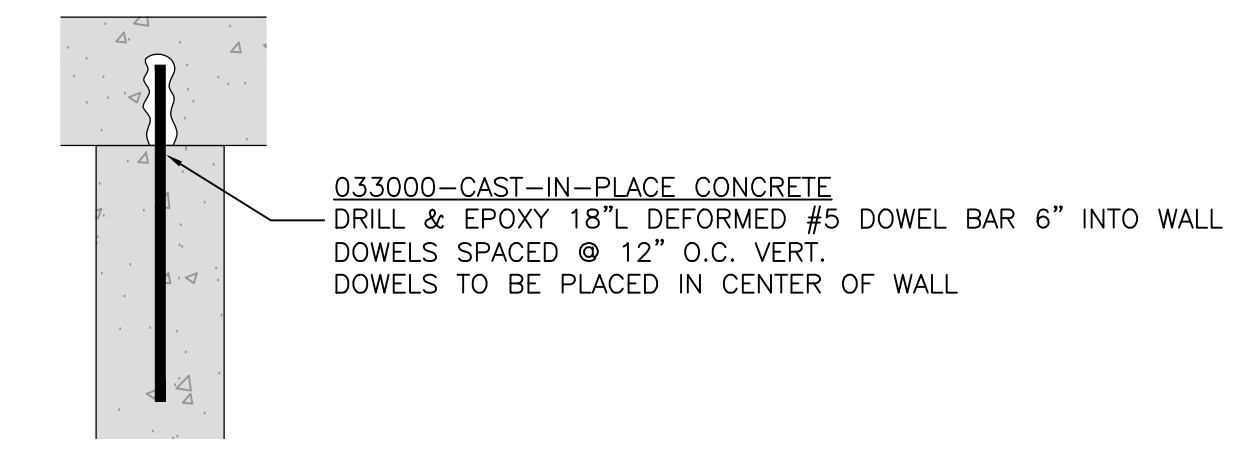 033000-CAST-IN-PLACE CONCRETE
DRILL & EPOXY 18"L DEFORMED #5 DOWEL BAR 6" INTO WALL
DOWELS SPACED @ 12" O.C. VERT.
DOWELS TO BE PLACED IN CENTER OF WALL